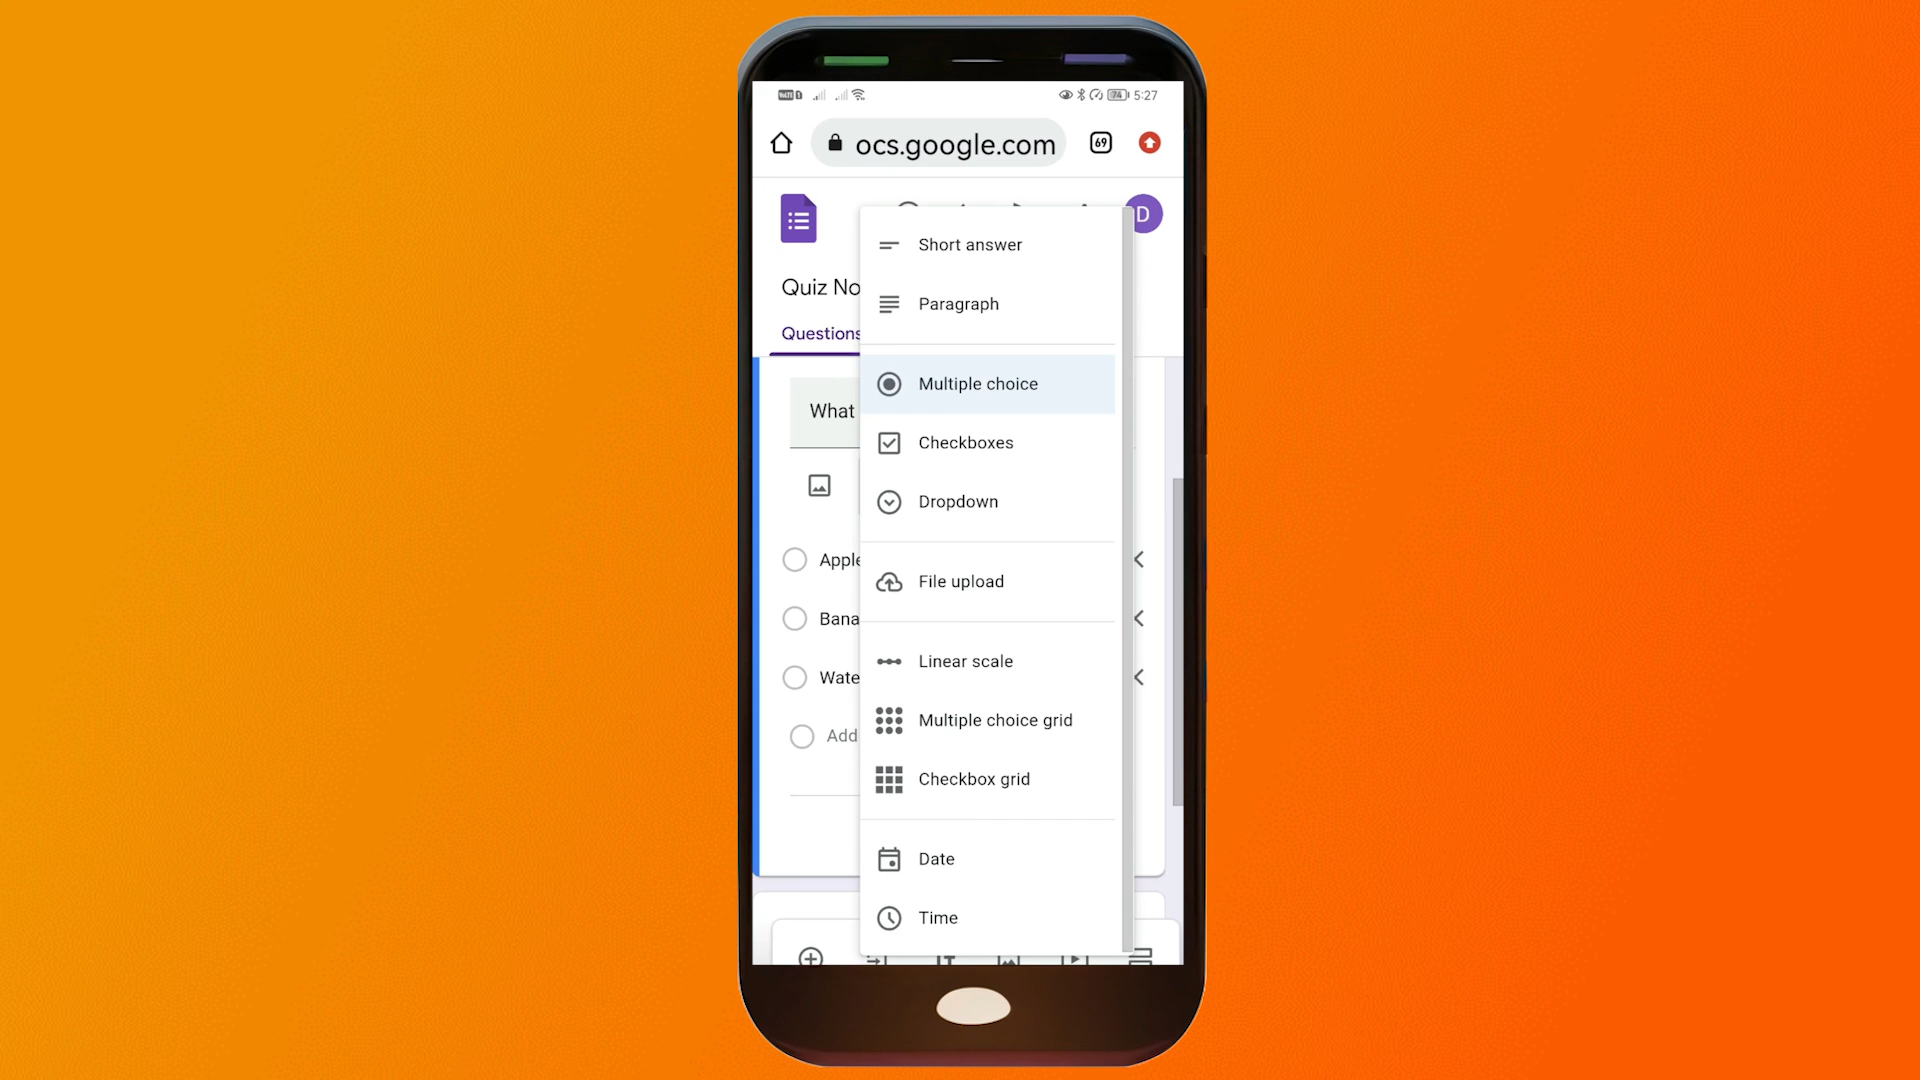 5:27
ocs.google.com
69
D
Quiz No
Questions
Short answer
Paragraph
Multiple choice
What
Checkboxes
Dropdown
Apple
File upload
Bana
Linear scale
Wate
Multiple choice grid
Add
Checkbox grid
Date
Time